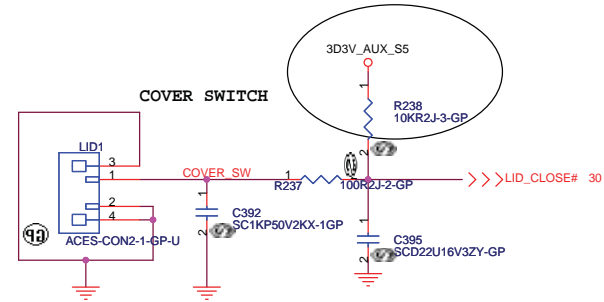 3D3V_AUX_S5
COVER SWITCH
1
R238
10KR2J-3-GP
2
LID1
3
1
COVER_SW
1
R237
100R2J-2-GP
LID_CLOSE# 30
2
4
1
C392
SC1KP50V2KX-1GP
2
1
C395
SCD22U16V3ZY-GP
2
GP
ACES-CON2-1-GP-U